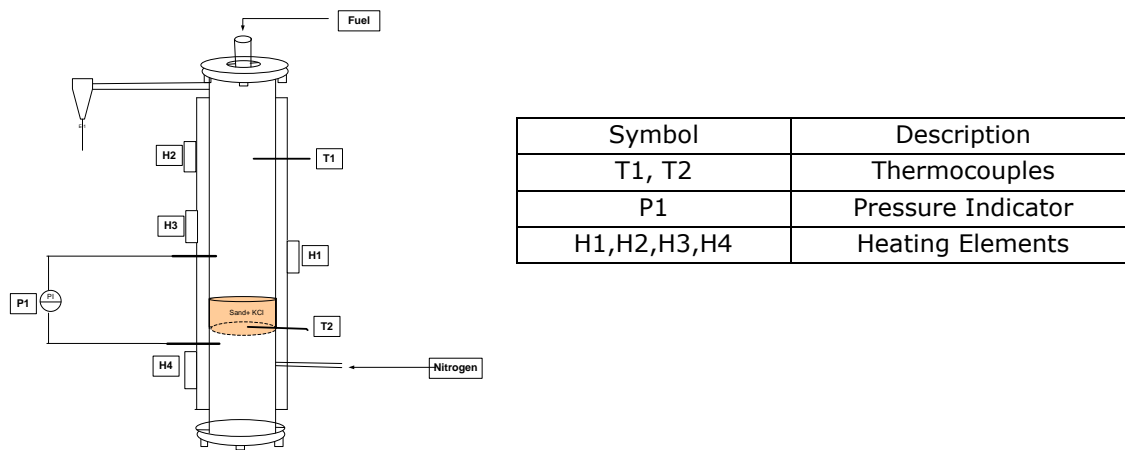 Fuel
H2
T1
H3
H1
P1
PI
Sand+ KCl
T2
H4
Nitrogen
Symbol Description
T1, T2 Thermocouples
P1 Pressure Indicator
H1,H2,H3,H4 Heating Elements